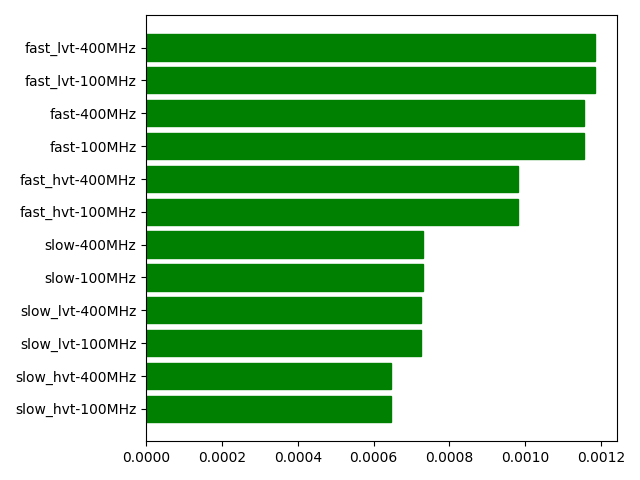 fast_lvt-400MHz
fast_lvt-100MHz
fast-400MHz
fast-100MHz
fast_hvt-400MHz
fast_hvt-100MHz
slow-400MHz
slow-100MHz
slow_lvt-400MHz
slow_lvt-100MHz
slow_hvt-400MHz
slow_hvt-100MHz
0.0000 0.0002 0.0004 0.0006 0.0008 0.0010 0.0012